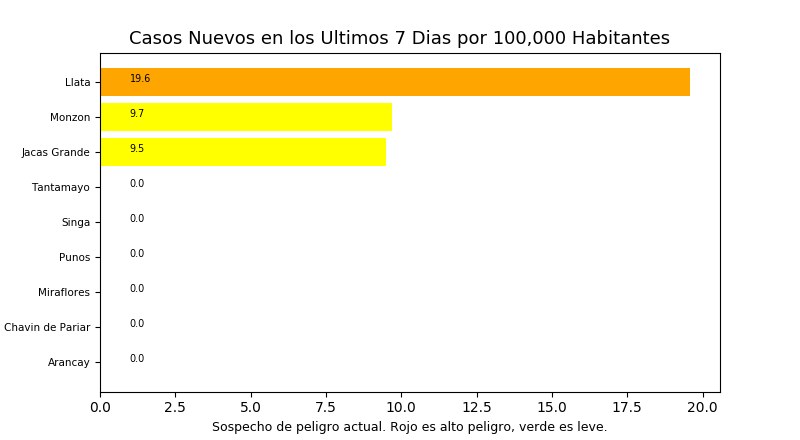 Casos Nuevos en los Ultimos 7 Dias por 100,000 Habitantes
Llata 19.6
Monzon 9.7
Jacas Grande 9.5
Tantamayo 0.0
Singa 0.0
Punos 0.0
Miraflores 0.0
Chavin de Pariar 0.0
Arancay 0.0
0.0 2.5 5.0 7.5 10.0 12.5 15.0 17.5 20.0
Sospecho de peligro actual. Rojo es alto peligro, verde es leve.